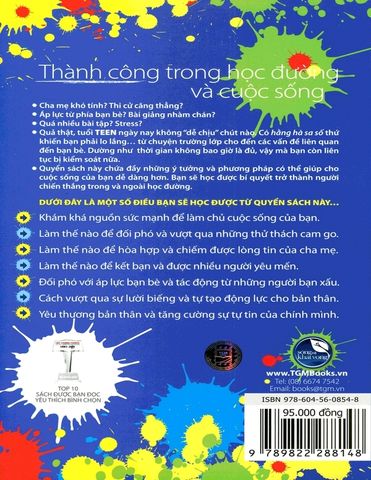 Thành công trong học đường
và cuộc sống
• Cha mẹ khó tính? Thi cử căng thẳng?
• Áp lực từ phía bạn bè? Bài giảng nhàm chán?
• Quá nhiều bài tập? Stress?
• Quả thật, tuổi TEEN ngày nay không "dễ chịu" chút nào. Có hằng hà sa số thứ
khiến bạn phải lo lắng... từ chuyện trường lớp cho đến các vấn đề liên quan
đến bạn bè. Dường như thời gian không bao giờ là đủ, vậy mà bạn còn liên
tục bị kiểm soát nữa.
• Quyển sách này chứa đầy những ý tưởng và phương pháp có thể giúp cho
cuộc sống của bạn dễ dàng hơn. Bạn sẽ học được bí quyết trở thành người
chiến thắng trong và ngoài học đường.
DƯỚI ĐÂY LÀ MỘT SỐ ĐIỀU BẠN SẼ HỌC ĐƯỢC TỪ QUYỂN SÁCH NÀY...
Khám khá nguồn sức mạnh để làm chủ cuộc sống của bạn.
Làm thế nào để đối phó và vượt qua những thử thách cam go.
Làm thế nào để hòa hợp và chiếm được lòng tin của cha mẹ.
Làm thế nào để kết bạn và được nhiều người yêu mến.
Đối phó với áp lực bạn bè và tác động từ những người bạn xấu.
Cách vượt qua sự lười biếng và tự tạo động lực cho bản thân.
Yêu thương bản thân và tăng cường sự tự tin của chính mình.
TOP 10
SÁCH ĐƯỢC BẠN ĐỌC
YÊU THÍCH BÌNH CHỌN
TGM
sống
khát vọng
www.TGMBooks.vn
Tel: (08) 6674 7542
Email: books@tgm.vn
ISBN 978-604-56-0854-8
95.000 đồng
9 789822 288148